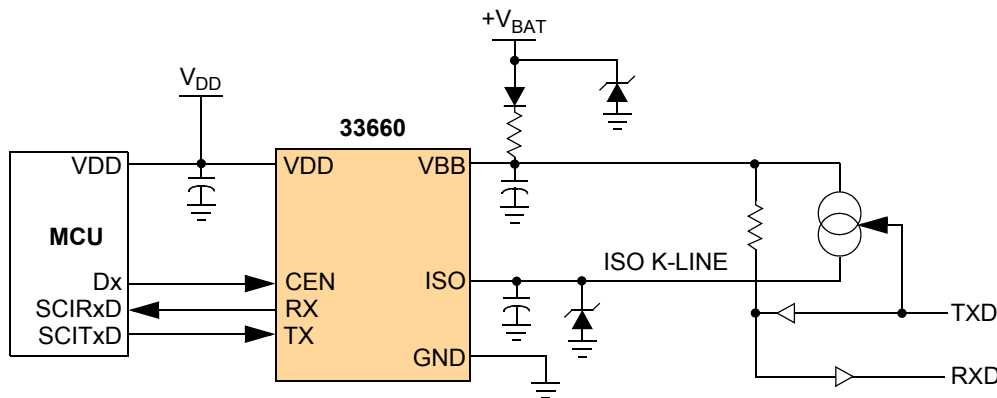 +VBAT
VDD
33660
VDD
VDD
VBB
MCU
ISO K-LINE
Dx
CEN
ISO
SCIRxD
RX
TXD
SCITxD
TX
GND
RXD